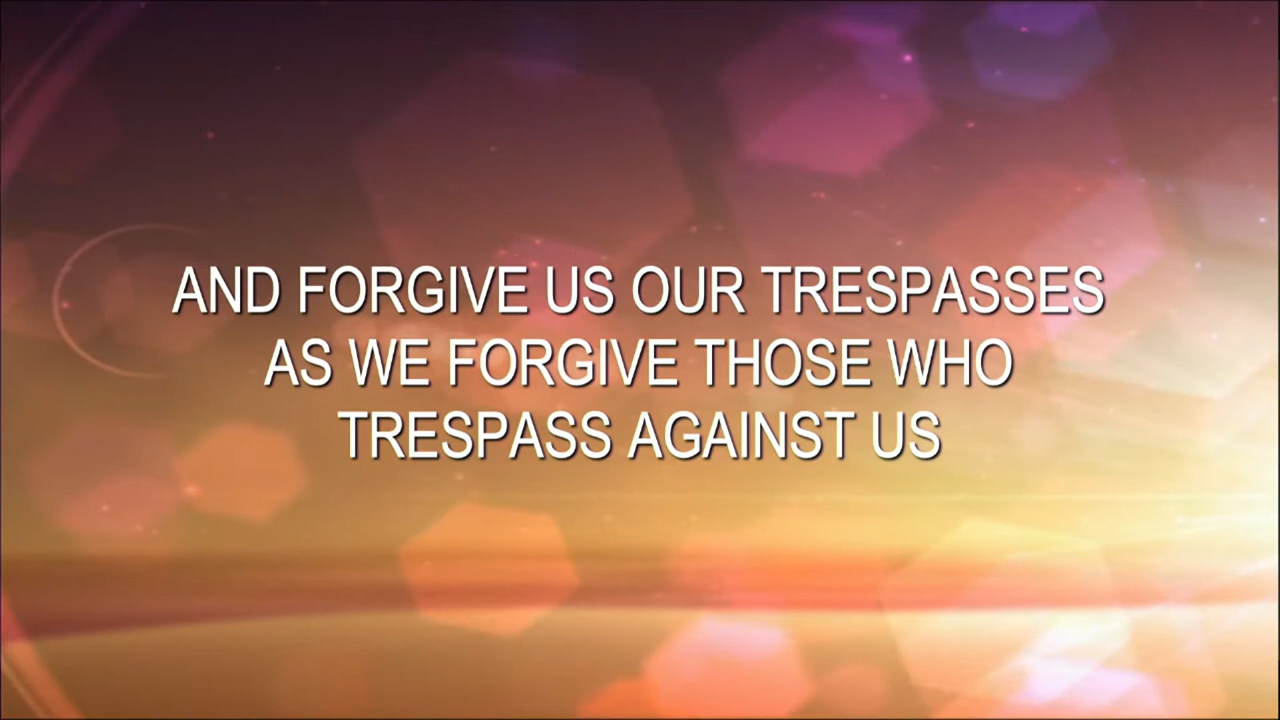 AND FORGIVE US OUR TRESPASSES
AS WE FORGIVE THOSE WHO
TRESPASS AGAINST US